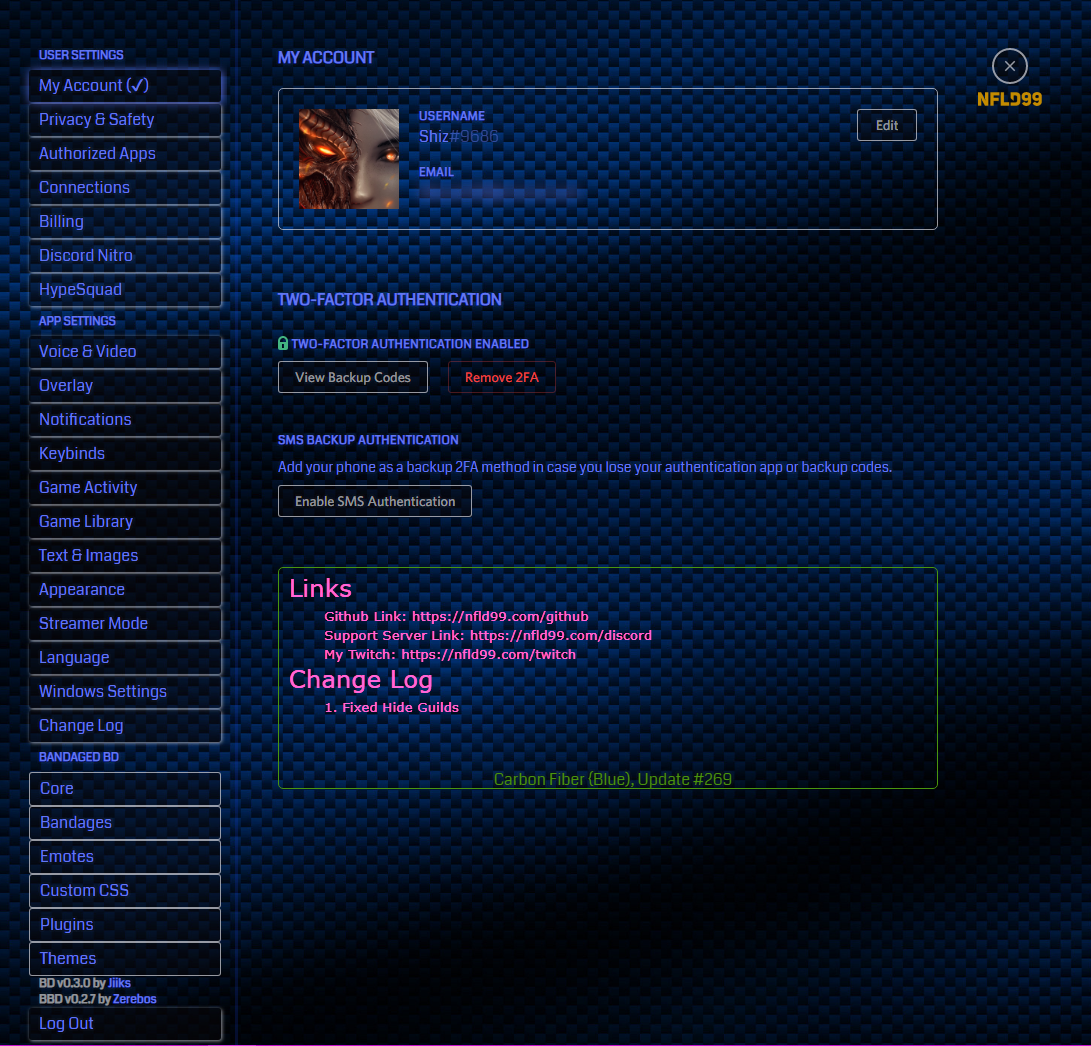 USER SETTINGS
My Account (✓)
Privacy & Safety
Authorized Apps
Connections
Billing
Discord Nitro
HypeSquad
APP SETTINGS
Voice & Video
Overlay
Notifications
Keybinds
Game Activity
Game Library
Text & Images
Appearance
Streamer Mode
Language
Windows Settings
Change Log
BANDAGED BD
Core
Bandages
Emotes
Custom CSS
Plugins
Themes
BD v0.3.0 by Jiiks
BBD v0.2.7 by Zerebos
Log Out
MY ACCOUNT
USERNAME
Shiz#9686
EMAIL
Edit
NFLD99
TWO-FACTOR AUTHENTICATION
TWO-FACTOR AUTHENTICATION ENABLED
View Backup Codes
Remove 2FA
SMS BACKUP AUTHENTICATION
Add your phone as a backup 2FA method in case you lose your authentication app or backup codes.
Enable SMS Authentication
Links
Github Link: https://nfld99.com/github
Support Server Link: https://nfld99.com/discord
My Twitch: https://nfld99.com/twitch
Change Log
1. Fixed Hide Guilds
Carbon Fiber (Blue), Update #269